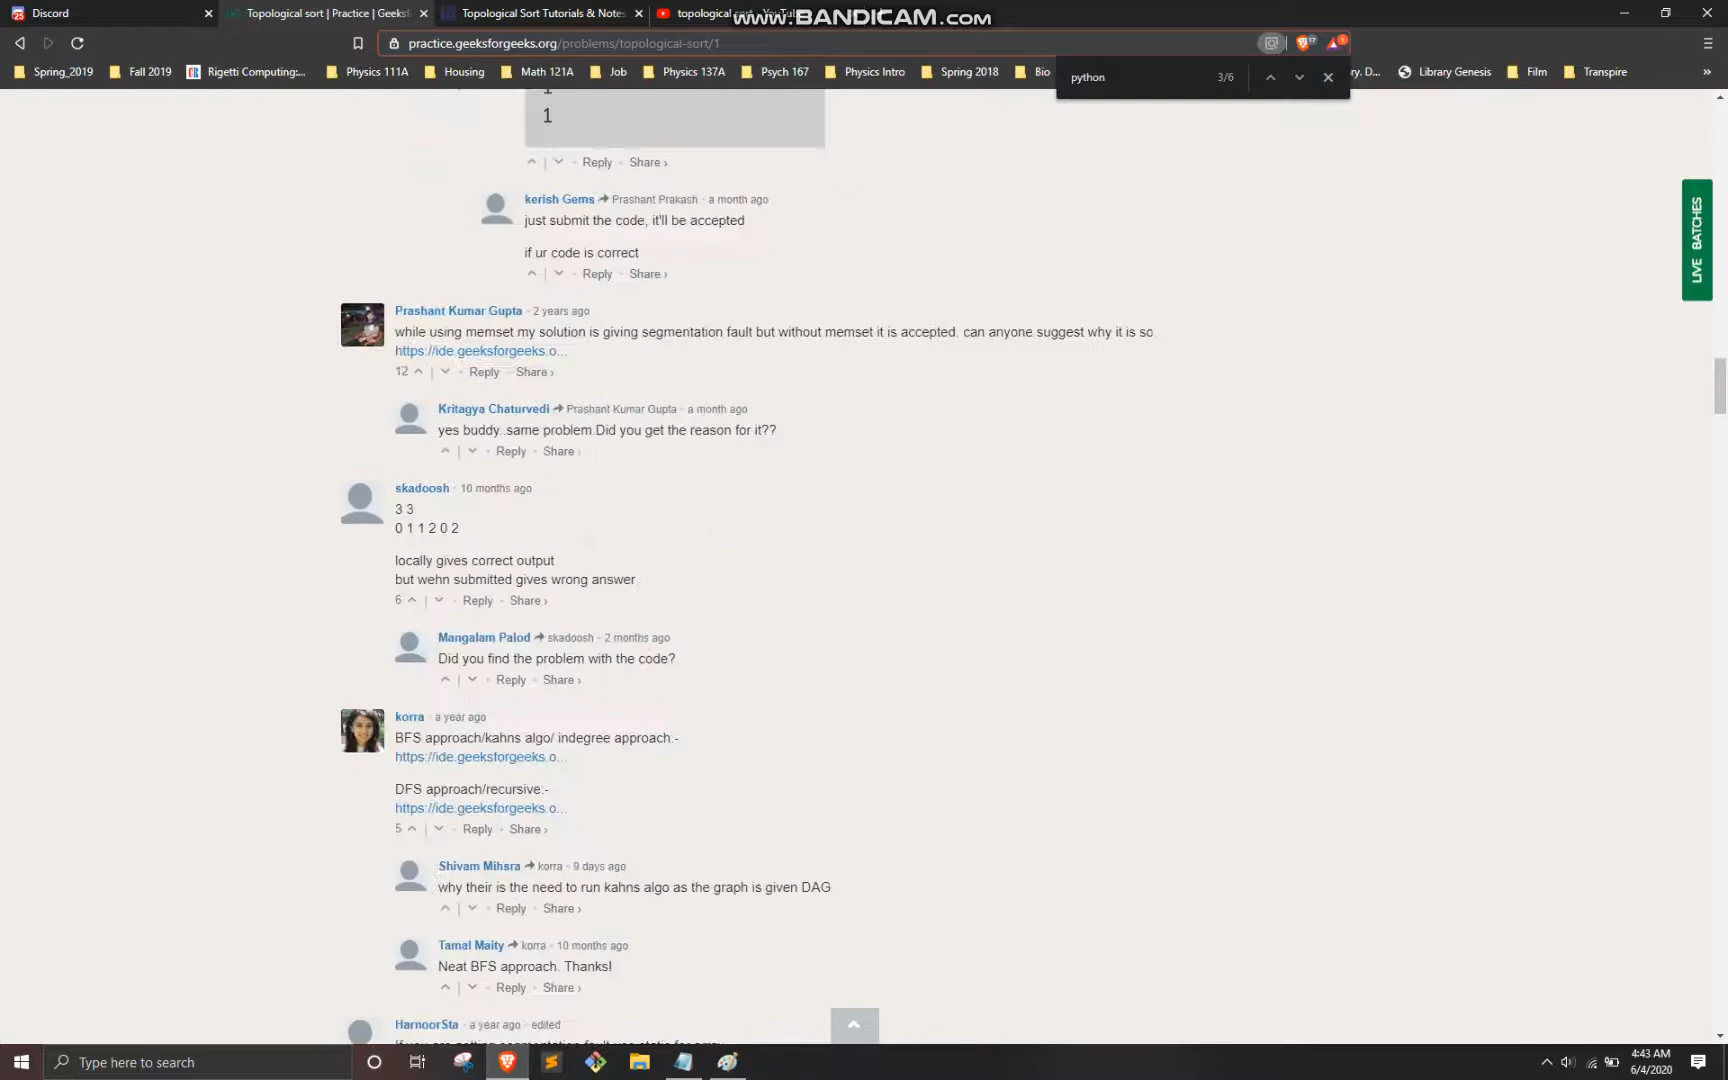 Discord
Topological sort | Practice | Geeks
Topological Sort Tutorials & Notes
topological
www.BANDICAM.com
practice.geeksforgeeks.org/problems/topological-sort/1
Spring_2019
Fall 2019
Rigetti Computing:...
Physics 111A
Housing
Math 121A
Job
Physics 137A
Psych 167
Physics Intro
Spring 2018
Bio
Library Genesis
Film
Transpire
python
3/6
1
Reply Share ›
kerish Gems Prashant Prakash · a month ago
just submit the code, it'll be accepted
if ur code is correct
Reply Share ›
Prashant Kumar Gupta · 2 years ago
while using memset my solution is giving segmentation fault but without memset it is accepted. can anyone suggest why it is so.
https://ide.geeksforgeeks.o...
12 Reply Share ›
Kritagya Chaturvedi Prashant Kumar Gupta · a month ago
yes buddy..same problem.Did you get the reason for it??
Reply Share ›
skadoosh · 10 months ago
3 3
0 1 1 2 0 2
locally gives correct output
but wehn submitted gives wrong answer
6 Reply Share ›
Mangalam Palod skadoosh · 2 months ago
Did you find the problem with the code?
Reply Share ›
korra · a year ago
BFS approach/kahns algo/ indegree approach:-
https://ide.geeksforgeeks.o...
DFS approach/recursive:-
https://ide.geeksforgeeks.o...
5 Reply Share ›
Shivam Mihsra korra · 9 days ago
why their is the need to run kahns algo as the graph is given DAG
Reply Share ›
Tamal Maity korra · 10 months ago
Neat BFS approach. Thanks!
Reply Share ›
HarnoorSta · a year ago · edited
LIVE BATCHES
Type here to search
4:43 AM
6/4/2020